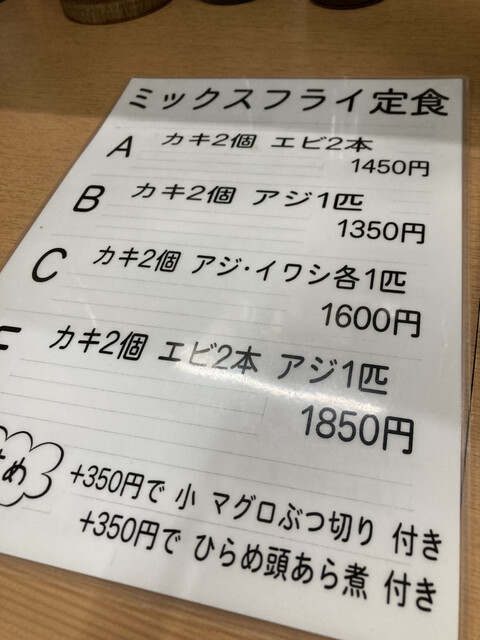 ミックスフライ定食
A カキ2個 エビ2本
1450円
B カキ2個 アジ1匹
1350円
C カキ2個 アジ・イワシ各1匹
1600円
カキ2個 エビ2本 アジ1匹
1850円
+350円で 小 マグロぶつ切り 付き
+350円で ひらめ頭あら煮 付き